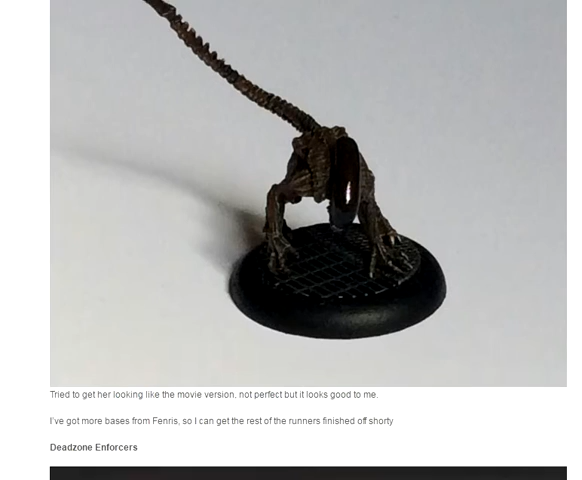 Tried to get her looking like the movie version, not perfect but it looks good to me.
I've got more bases from Fenris, so I can get the rest of the runners finished off shorty
Deadzone Enforcers